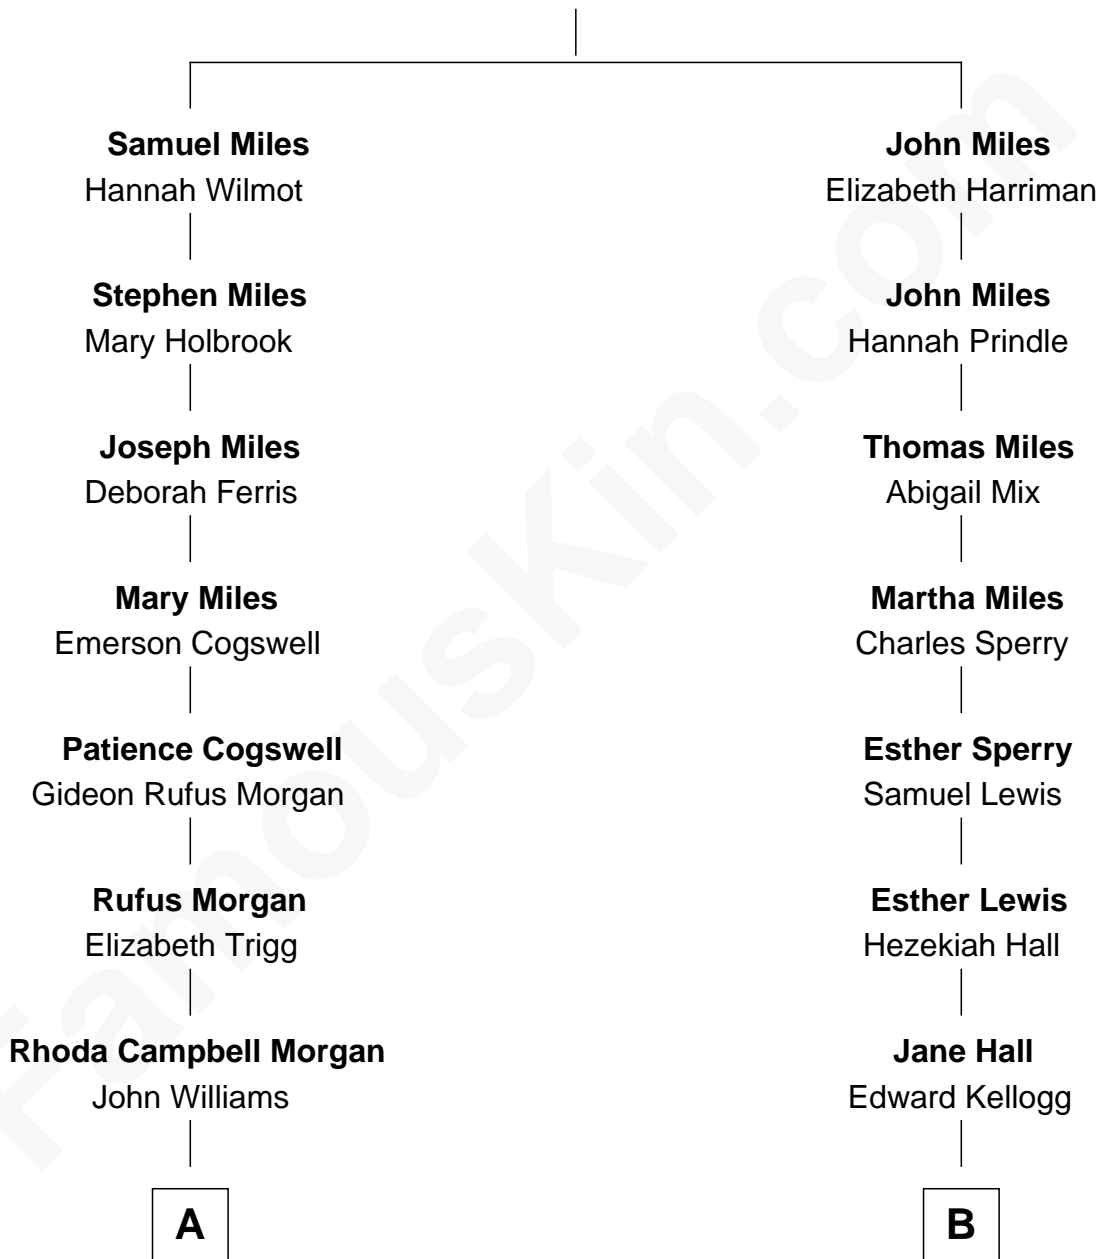 Samuel Miles
Hannah Wilmot
John Miles
Elizabeth Harriman
Stephen Miles
Mary Holbrook
John Miles
Hannah Prindle
Joseph Miles
Deborah Ferris
Thomas Miles
Abigail Mix
Mary Miles
Emerson Cogswell
Martha Miles
Charles Sperry
Patience Cogswell
Gideon Rufus Morgan
Esther Sperry
Samuel Lewis
Rufus Morgan
Elizabeth Trigg
Esther Lewis
Hezekiah Hall
Rhoda Campbell Morgan
John Williams
Jane Hall
Edward Kellogg
A
B
FamousKin.com